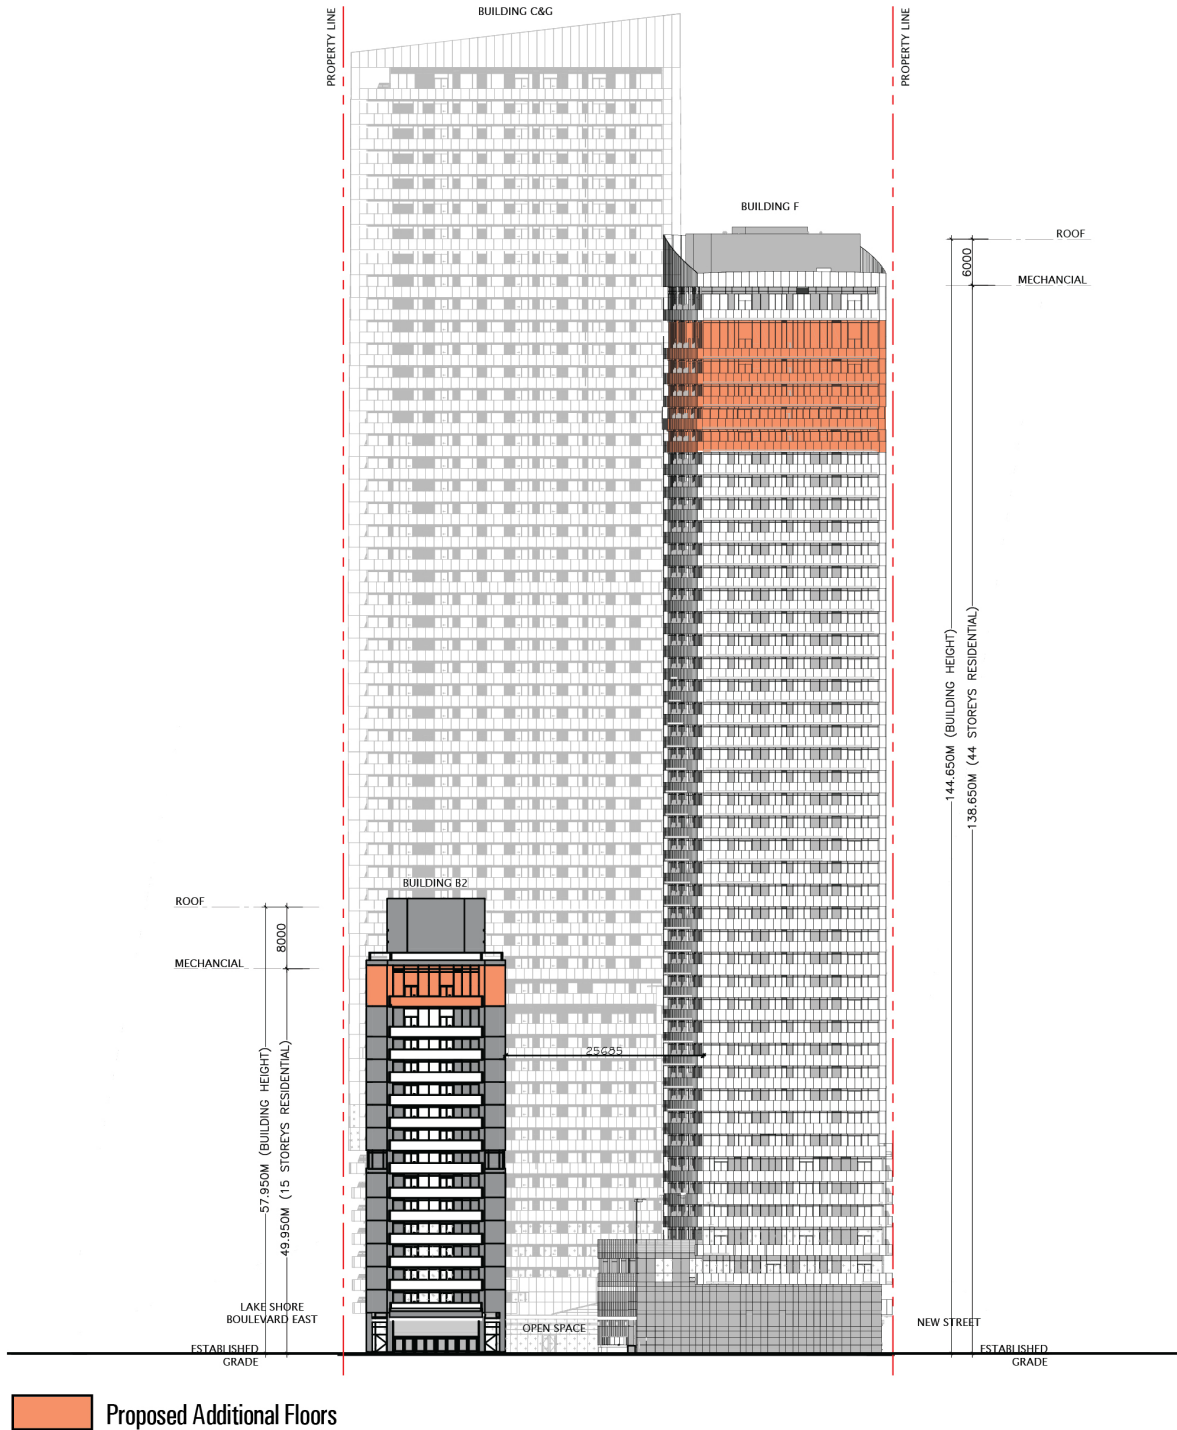 BUILDING C&G
PROPERTY LINE
PROPERTY LINE
BUILDING F
ROOF
6000
MECHANCIAL
144.650M (BUILDING HEIGHT)
138.650M (44 STOREYS RESIDENTIAL)
BUILDING B2
ROOF
8000
MECHANCIAL
25685
57.950M (BUILDING HEIGHT)
49.950M (15 STOREYS RESIDENTIAL)
LAKE SHORE
BOULEVARD EAST
OPEN SPACE
NEW STREET
ESTABLISHED
GRADE
ESTABLISHED
GRADE
Proposed Additional Floors